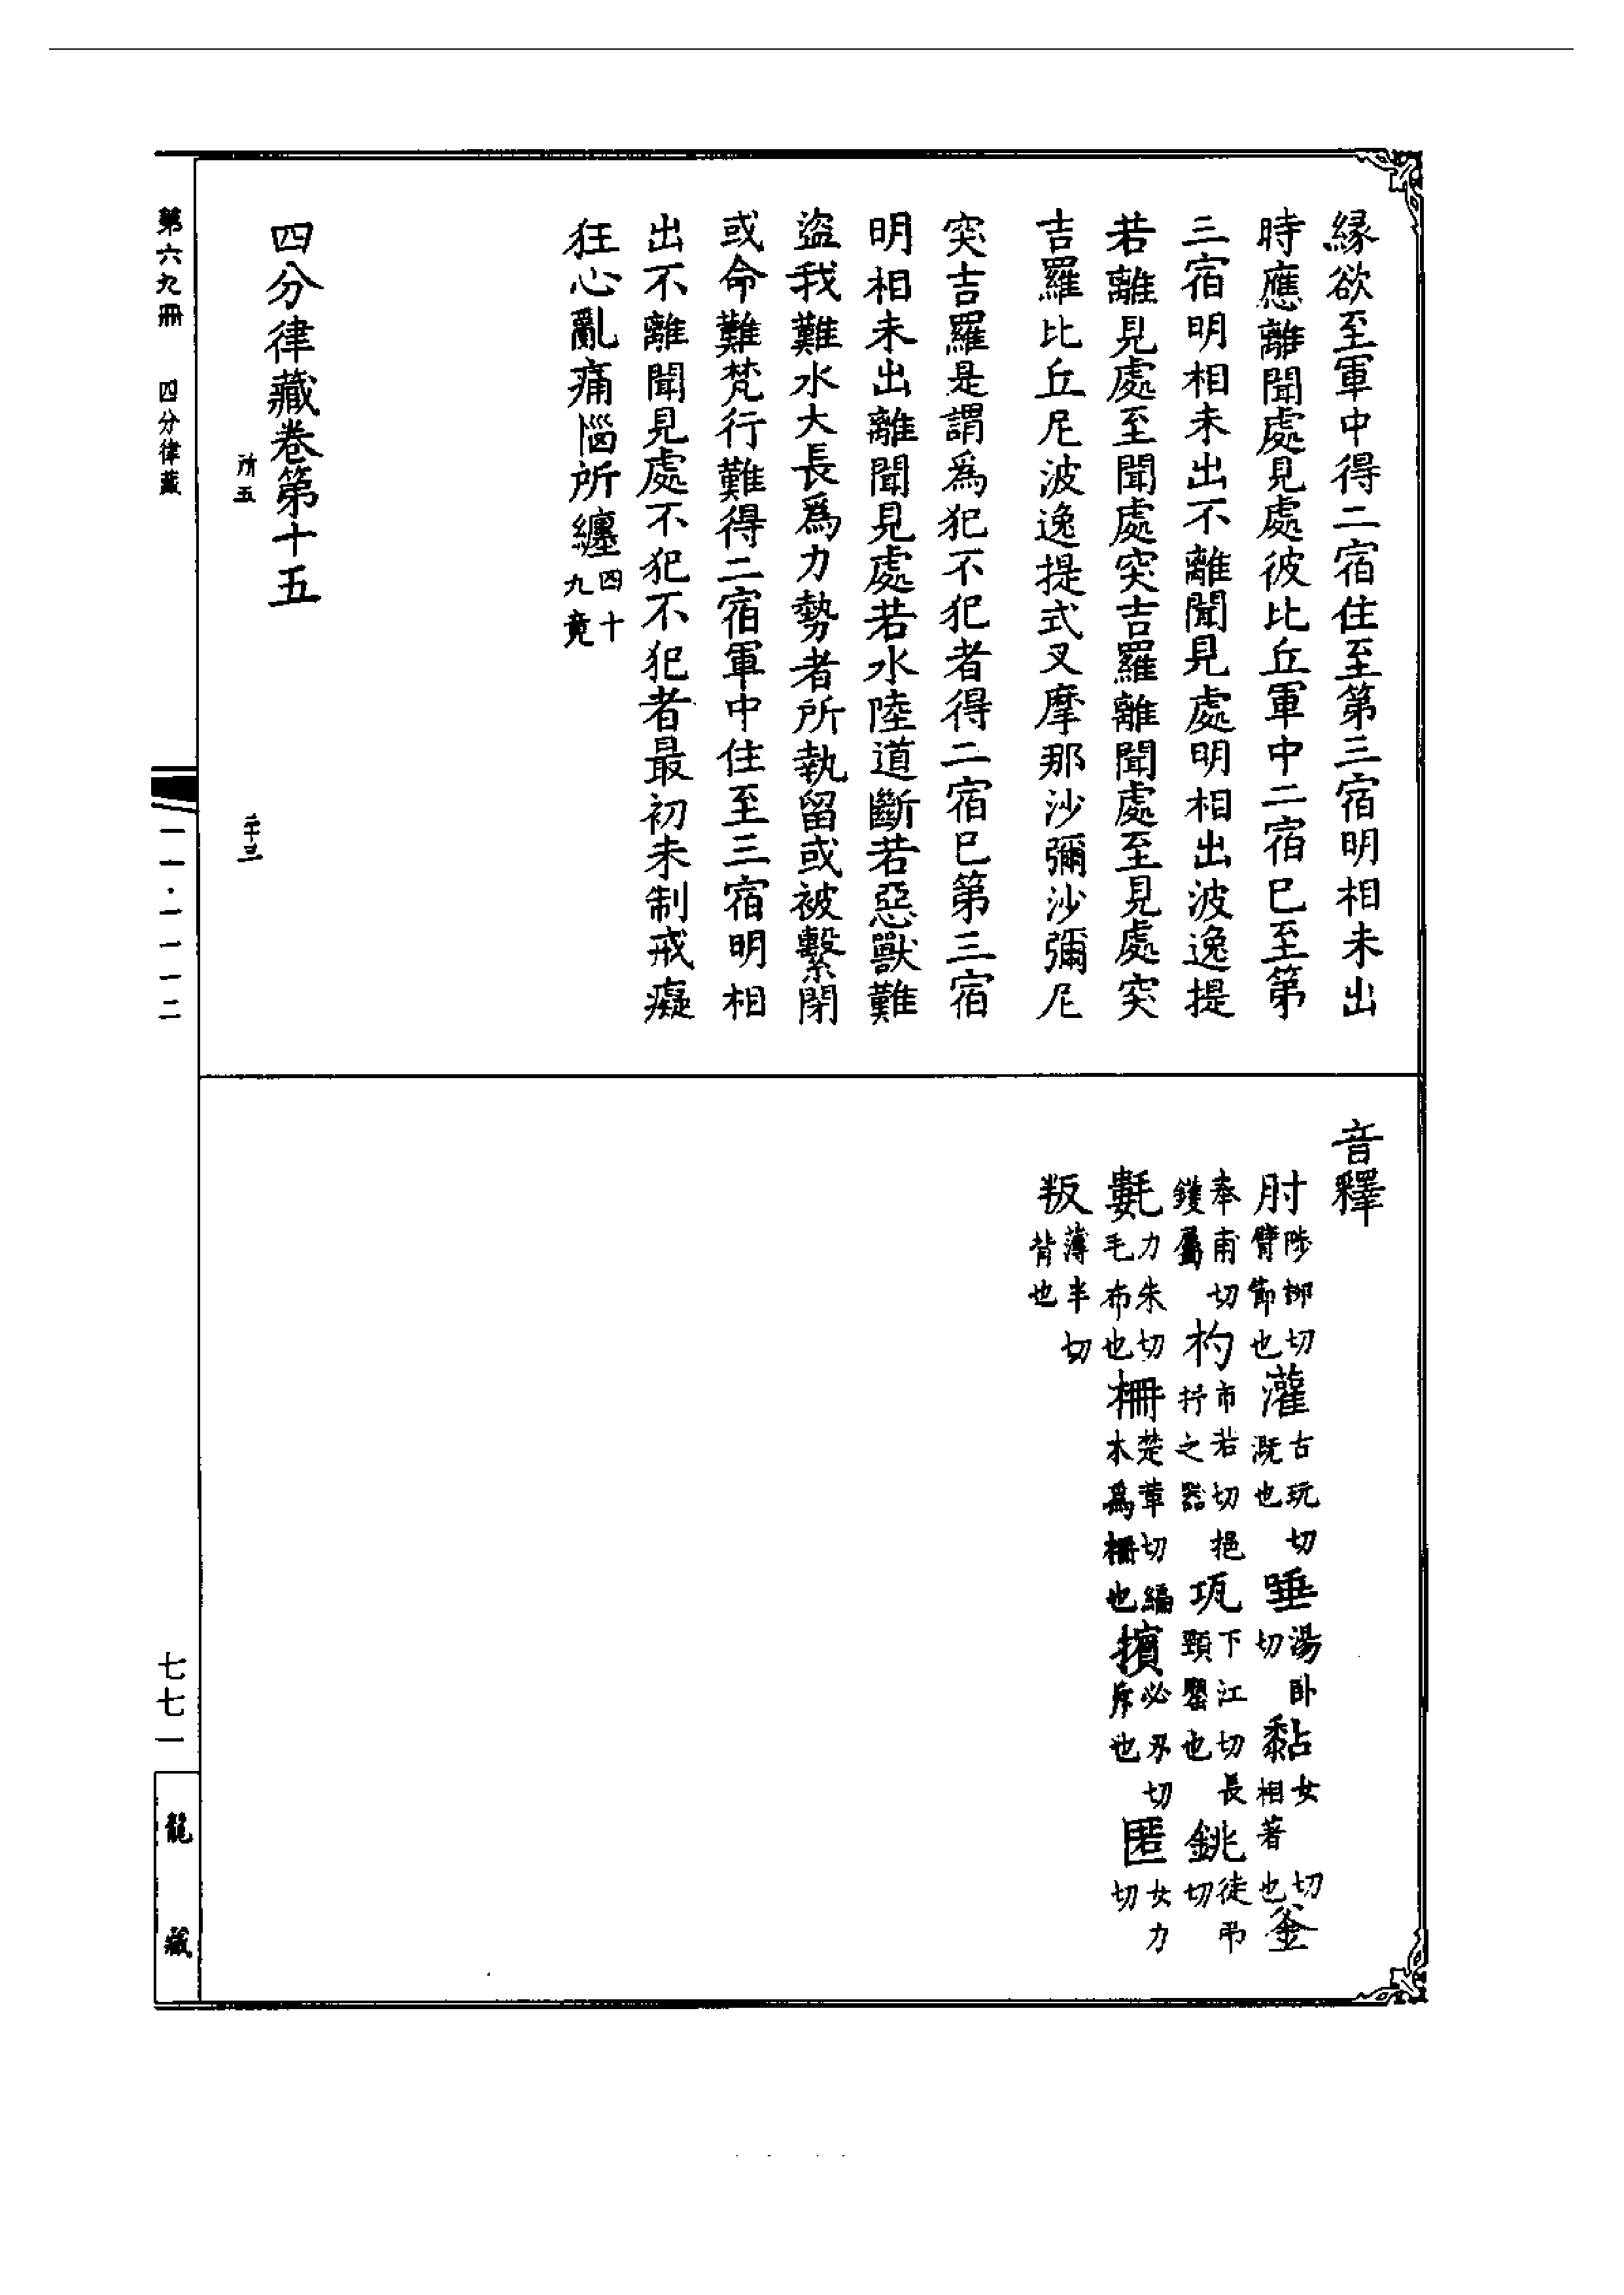 縁欲至軍中得二宿住至第三宿明相未出
時應離聞處見處彼比丘軍中二宿已至第
三宿明相未出不離聞見處明相出波逸提
若離見處至聞處突吉羅離聞處至見處突
吉羅比丘尼波逸提式叉摩那沙彌沙彌尼
突吉羅是謂爲犯不犯者得二宿已第三宿
明相未出離聞見處若水陸道斷若惡獸難
盜我難水大長爲力勢者所執留或被繫閉
或命難梵行難得二宿軍中住至三宿明相
出不離聞見處不犯不犯者最初未制戒癡
狂心亂痛惱所纏四十九竟
四分律藏卷第十五
所五
二十三
音釋
肘陟柳切臂節也灌古玩切溉也唾湯卧切黏女切相著也釜
奉甫切鍑屬杓市若切挹抒之器瓨下江切長頸罌也銚徒弔切
氀力朱切毛布也柵楚革切編木爲柵也擯必刃切斥也匿女力切
叛薄半切背也
第六九冊
四分律藏
一一·一一一二
七七一
龍藏